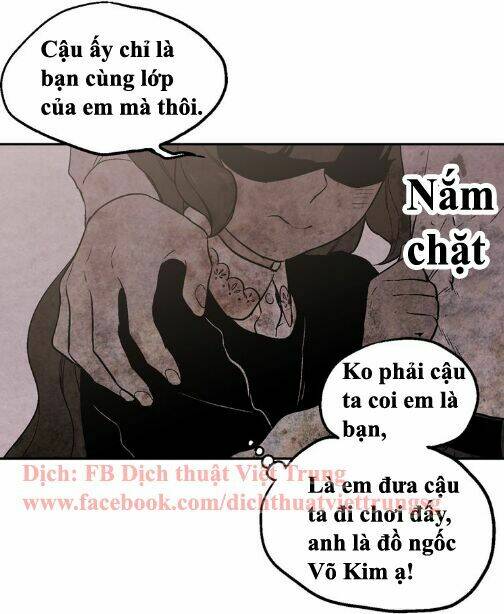 Cậu ấy chỉ là
bạn cùng lớp
của em mà thôi.
Nắm
chặt
Ko phải cậu
ta coi em là
bạn,
Là em đưa cậu
ta đi chơi đấy,
anh là đồ ngốc
Võ Kim ạ!
Dịch: FB Dịch thuật Việt Trung
www.facebook.com/dichthuatviettrungsg